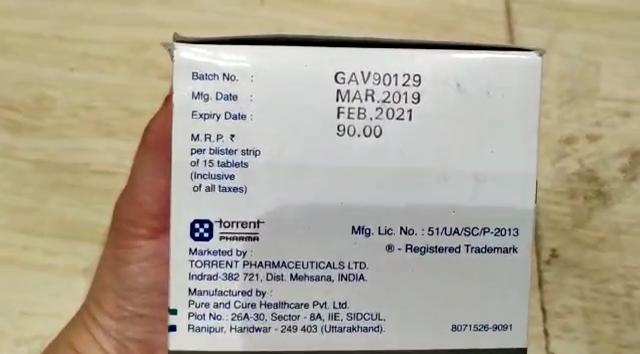 Batch No. : GAV90129
Mfg. Date : MAR.2019
Expiry Date : FEB.2021
M.R.P. ₹ 90.00
per blister strip
of 15 tablets
(Inclusive
of all taxes)
torrent
PHARMA
Mfg. Lic. No. : 51/UA/SC/P-2013
® - Registered Trademark
Marketed by :
TORRENT PHARMACEUTICALS LTD.
Indrad-382 721, Dist. Mehsana, INDIA.
Manufactured by :
Pure and Cure Healthcare Pvt. Ltd.
Plot No.: 26A-30, Sector - 8A, IIE, SIDCUL,
Ranipur, Haridwar - 249 403 (Uttarakhand).
8071526-9091